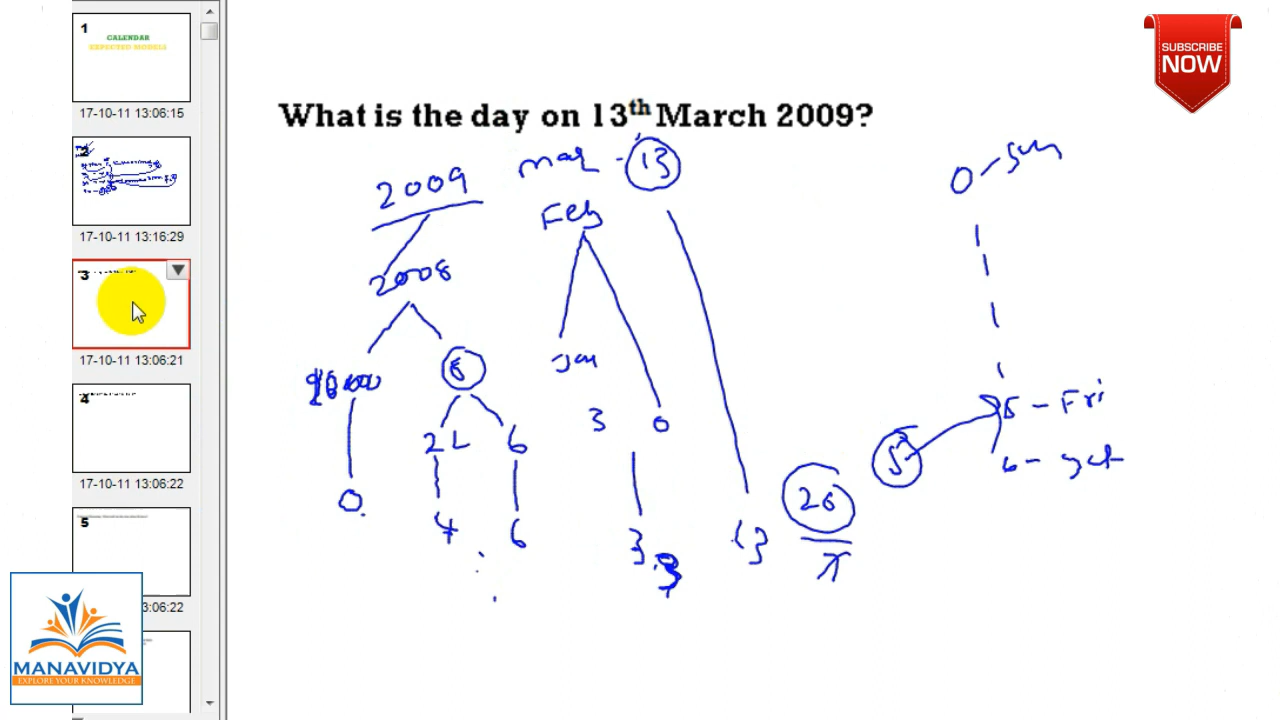 1
CALENDAR
EXPECTED MODELS
17-10-11 13:06:15
2
17-10-11 13:16:29
3
17-10-11 13:06:21
4
17-10-11 13:06:22
5
13:06:22
MANAVIDYA
EXPLORE YOUR KNOWLEDGE
SUBSCRIBE
NOW
What is the day on 13th March 2009?
2009
mar - 13
0 - Sun
Feb
2008
8
Jan
5 - Fri
2L 6
3 0
5
6 - Sat
0
4 6
3
13
26
7